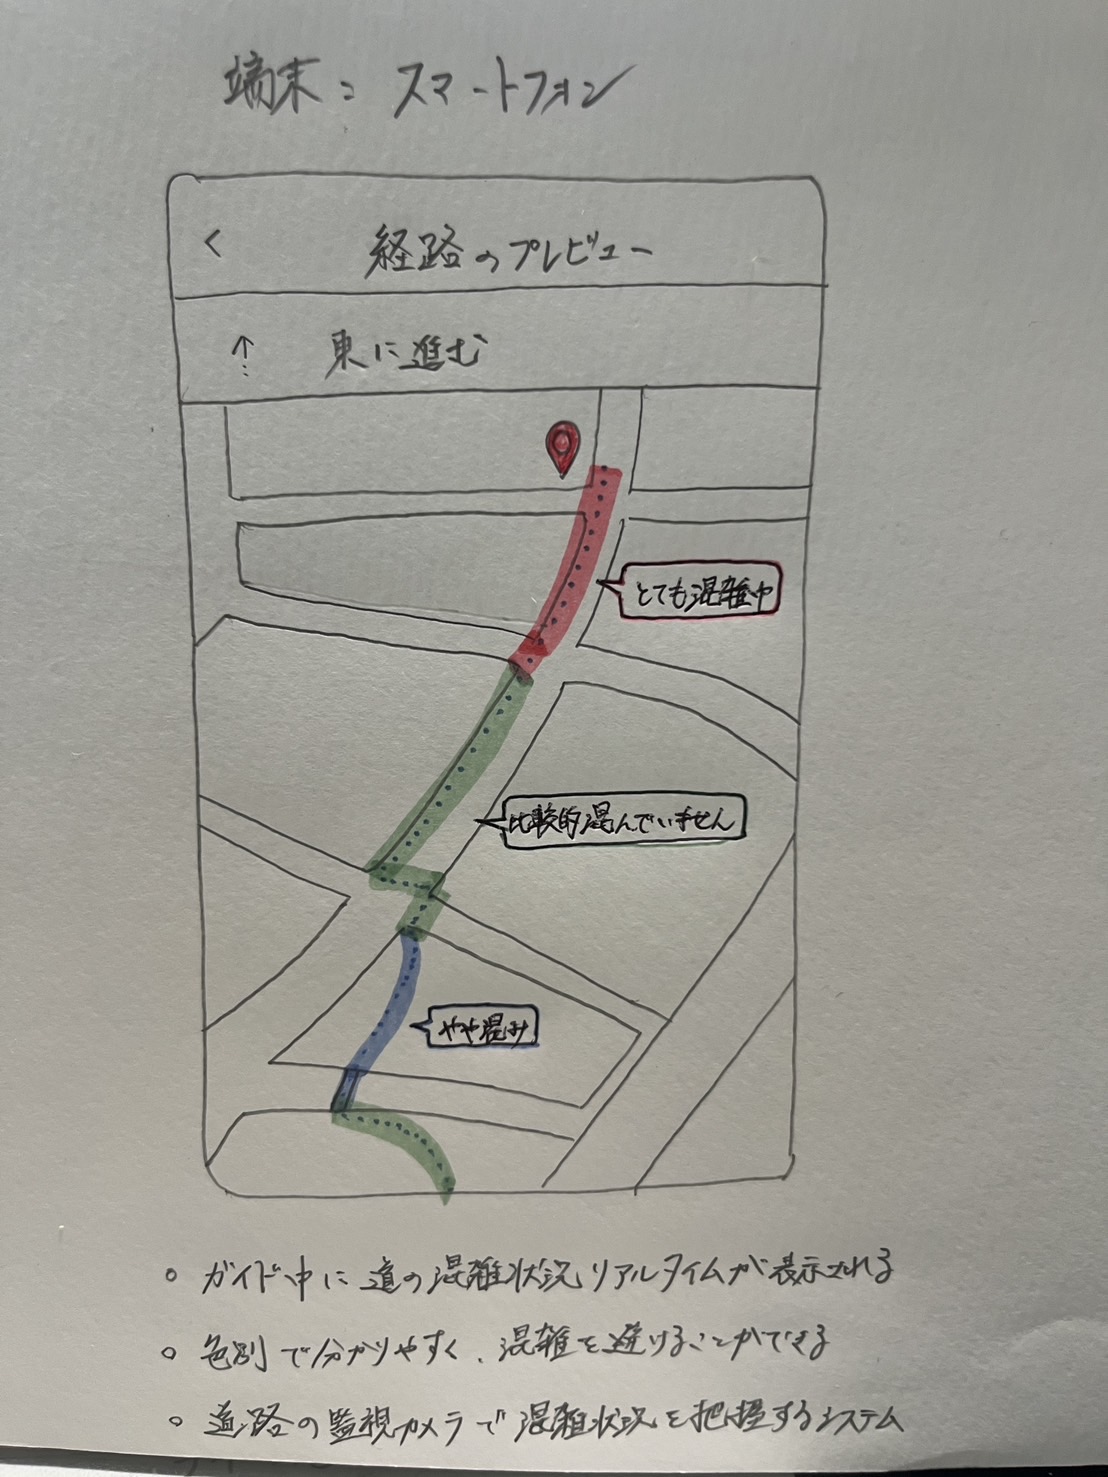 端末：スマートフォン
< 経路のプレビュー
↑ 東に進む
とても混雑中
比較的混んでいません
やや混み
○ ガイド中に道の混雑状況リアルタイムが表示される
○ 色別で分かりやすく、混雑を避けることができる
○ 道路の監視カメラで混雑状況を把握するシステム